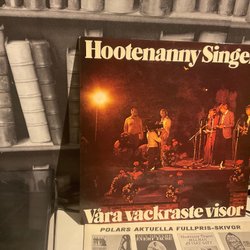 Hootenanny Singe
Våra vackraste visor
POLARS AKTUELLA FULLPRIS-SKIVOR